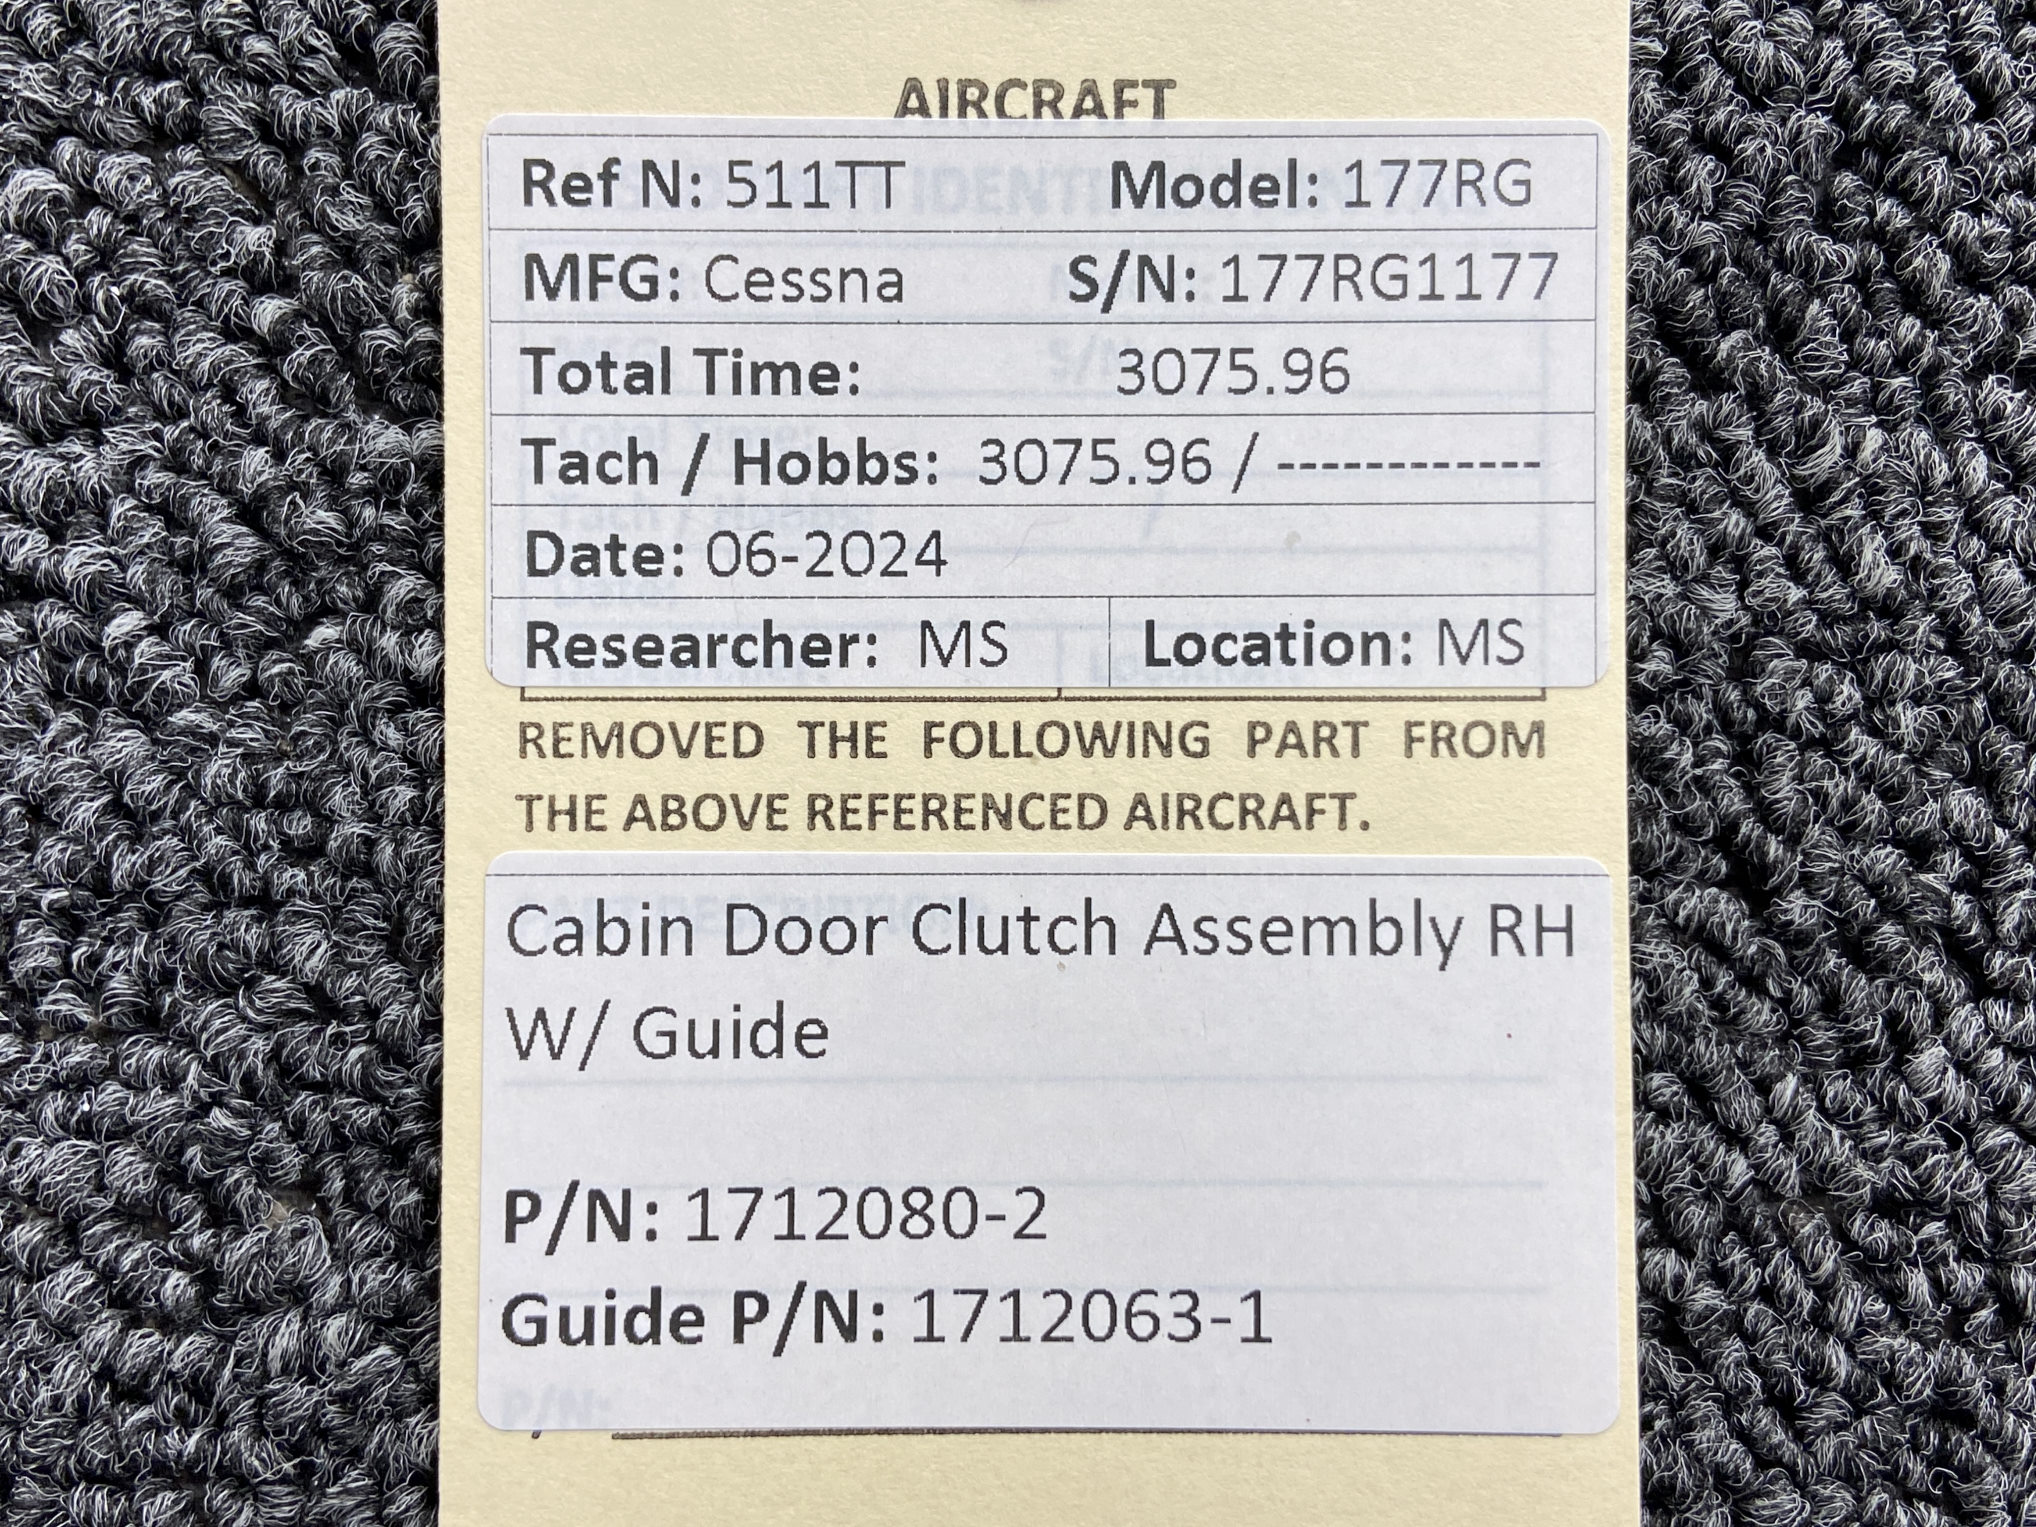 AIRCRAFT
Ref N: 511TT Model: 177RG
MFG: Cessna S/N: 177RG1177
Total Time: 3075.96
Tach / Hobbs: 3075.96 / ------------
Date: 06-2024
Researcher: MS Location: MS
REMOVED THE FOLLOWING PART FROM
THE ABOVE REFERENCED AIRCRAFT.
Cabin Door Clutch Assembly RH
W/ Guide
P/N: 1712080-2
Guide P/N: 1712063-1
P/N: